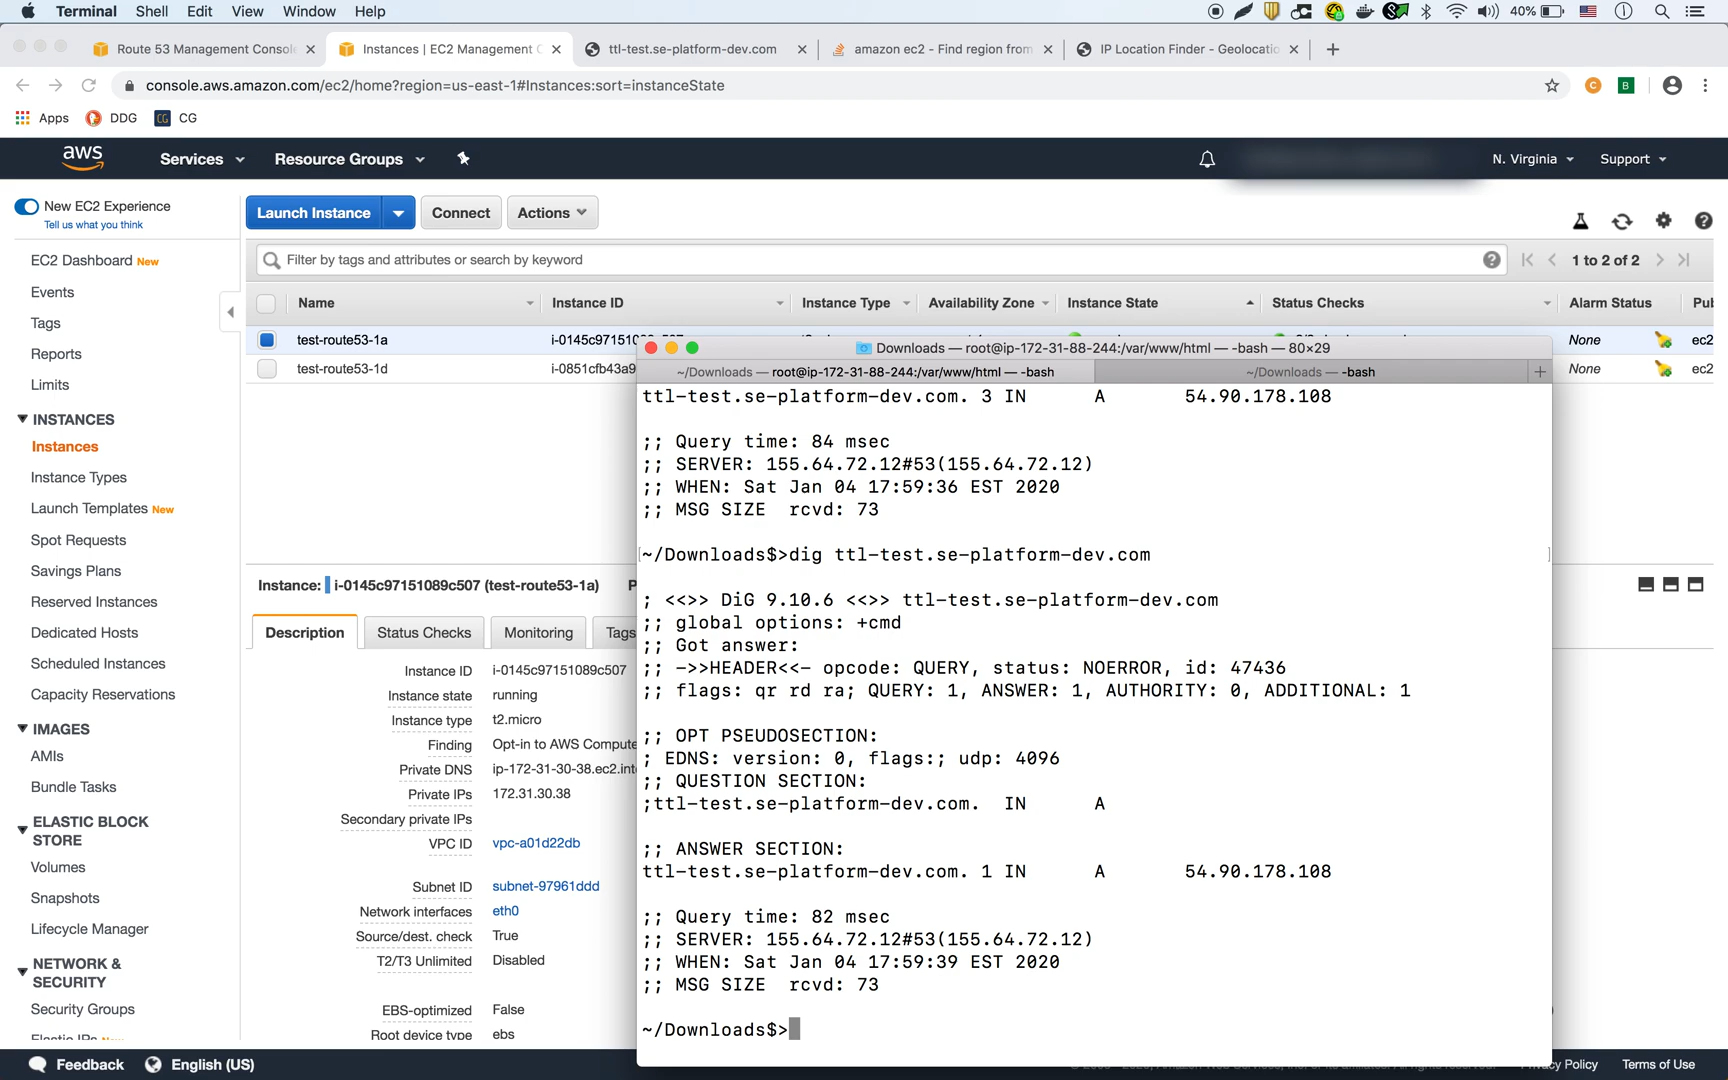 Terminal Shell Edit View Window Help 40%
Route 53 Management Consol
Instances | EC2 Management C
ttl-test.se-platform-dev.com
amazon ec2 - Find region from
IP Location Finder - Geolocatio
console.aws.amazon.com/ec2/home?region=us-east-1#Instances:sort=instanceState
Apps DDG CG CG
aws Services Resource Groups N. Virginia Support
New EC2 Experience
Tell us what you think
EC2 Dashboard New
Events
Tags
Reports
Limits
INSTANCES
Instances
Instance Types
Launch Templates New
Spot Requests
Savings Plans
Reserved Instances
Dedicated Hosts
Scheduled Instances
Capacity Reservations
IMAGES
AMIs
Bundle Tasks
ELASTIC BLOCK
STORE
Volumes
Snapshots
Lifecycle Manager
NETWORK &
SECURITY
Security Groups
Elastic IPs New
Launch Instance Connect Actions
Filter by tags and attributes or search by keyword 1 to 2 of 2
Name Instance ID Instance Type Availability Zone Instance State Status Checks Alarm Status Pub
test-route53-1a None ec2
test-route53-1d i-0851cfb43a9 None ec2
Instance: i-0145c97151089c507 (test-route53-1a) P
Description Status Checks Monitoring Tags
Instance ID i-0145c97151089c507
Instance state running
Instance type t2.micro
Finding Opt-in to AWS Compute
Private DNS ip-172-31-30-38.ec2.int
Private IPs 172.31.30.38
Secondary private IPs
VPC ID vpc-a01d22db
Subnet ID subnet-97961ddd
Network interfaces eth0
Source/dest. check True
T2/T3 Unlimited Disabled
EBS-optimized False
Root device type ebs
Downloads — root@ip-172-31-88-244:/var/www/html — -bash — 80×29
~/Downloads — root@ip-172-31-88-244:/var/www/html — -bash
~/Downloads — -bash
ttl-test.se-platform-dev.com. 3 IN A 54.90.178.108
;; Query time: 84 msec
;; SERVER: 155.64.72.12#53(155.64.72.12)
;; WHEN: Sat Jan 04 17:59:36 EST 2020
;; MSG SIZE rcvd: 73
~/Downloads$>dig ttl-test.se-platform-dev.com
; <<>> DiG 9.10.6 <<>> ttl-test.se-platform-dev.com
;; global options: +cmd
;; Got answer:
;; ->>HEADER<<- opcode: QUERY, status: NOERROR, id: 47436
;; flags: qr rd ra; QUERY: 1, ANSWER: 1, AUTHORITY: 0, ADDITIONAL: 1
;; OPT PSEUDOSECTION:
; EDNS: version: 0, flags:; udp: 4096
;; QUESTION SECTION:
;ttl-test.se-platform-dev.com. IN A
;; ANSWER SECTION:
ttl-test.se-platform-dev.com. 1 IN A 54.90.178.108
;; Query time: 82 msec
;; SERVER: 155.64.72.12#53(155.64.72.12)
;; WHEN: Sat Jan 04 17:59:39 EST 2020
;; MSG SIZE rcvd: 73
~/Downloads$>
Feedback English (US) Policy Terms of Use